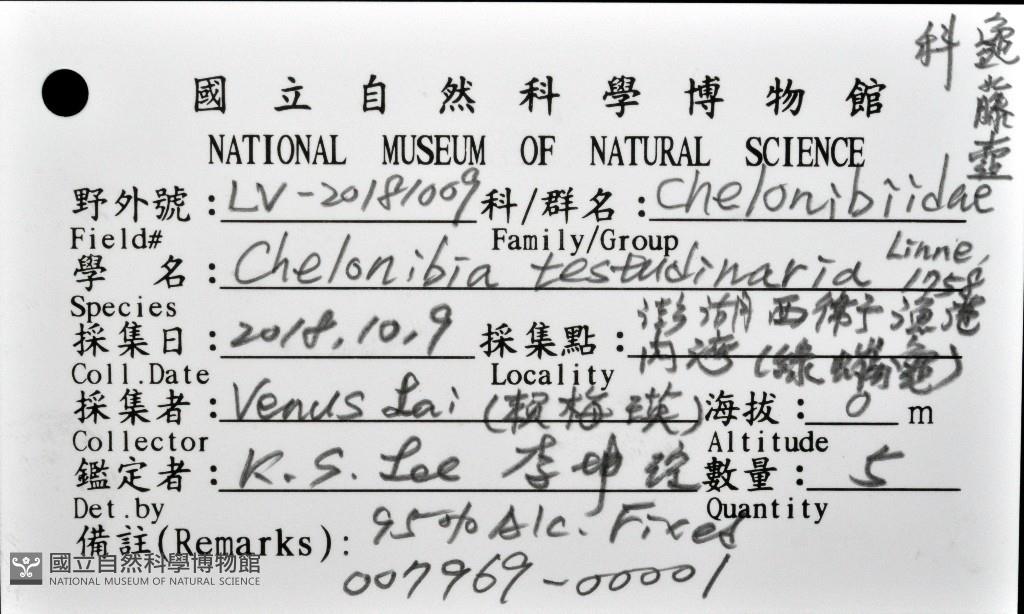 龜藤壺
科
國立自然科學博物館
NATIONAL MUSEUM OF NATURAL SCIENCE
野外號：LV-20181009 科/群名：Chelonibiidae
Field# Family/Group
學名：Chelonibia testudinaria Linne, 1758
Species
採集日：2018.10.9 採集點：澎湖西衛子漁港
內灣(綠蠵龜)
Coll.Date Locality
採集者：Venus Lai (賴梅瑛) 海拔：0 m
Collector Altitude
鑑定者：K.S. Lee 李坤瑄 數量：5
Det.by Quantity
備註(Remarks)：95% Alc. Fixed
007969-00001
國立自然科學博物館
NATIONAL MUSEUM OF NATURAL SCIENCE